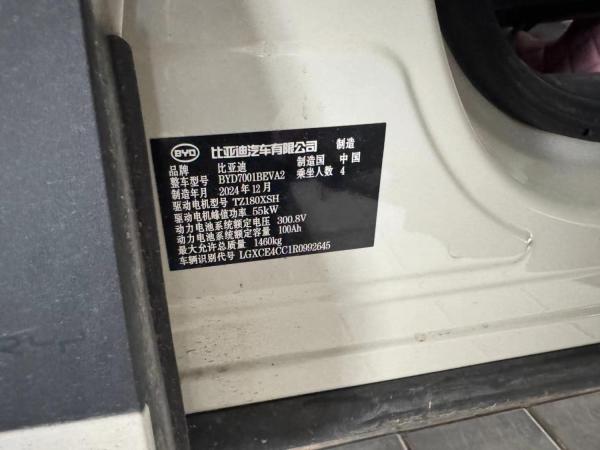 BYD 比亚迪汽车有限公司 制造
品牌 比亚迪 制造国 中国
整车型号 BYD7001BEVA2 乘坐人数 4
制造年月 2024年12月
驱动电机型号 TZ180XSH
驱动电机峰值功率 55kW
动力电池系统额定电压 300.8V
动力电池系统额定容量 100Ah
最大允许总质量 1460kg
车辆识别代号 LGXCE4CC1R0992645